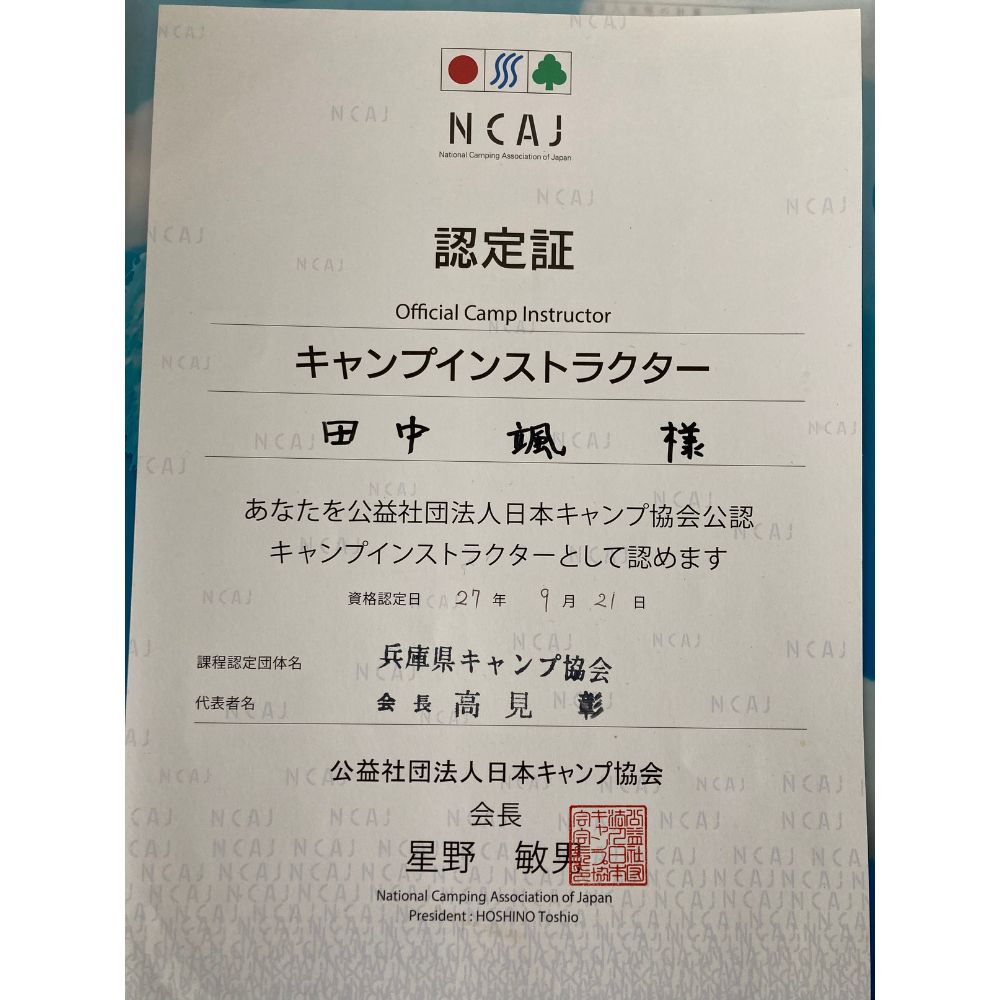 NCAJ
National Camping Association of Japan
認定証
Official Camp Instructor
キャンプインストラクター
田中 颯 様
あなたを公益社団法人日本キャンプ協会公認
キャンプインストラクターとして認めます
資格認定日 27年 9月 21日
課程認定団体名 兵庫県キャンプ協会
代表者名 会長 高見
公益社団法人日本キャンプ協会
会長
星野 敏男
National Camping Association of Japan
President : HOSHINO Toshio